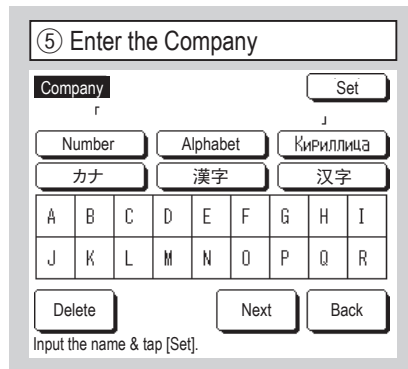 ⑤ Enter the Company
Company Set
「 」
Number Alphabet Кириллица
カナ 漢字 汉字
A B C D E F G H I
J K L M N O P Q R
Delete Next Back
Input the name & tap [Set].